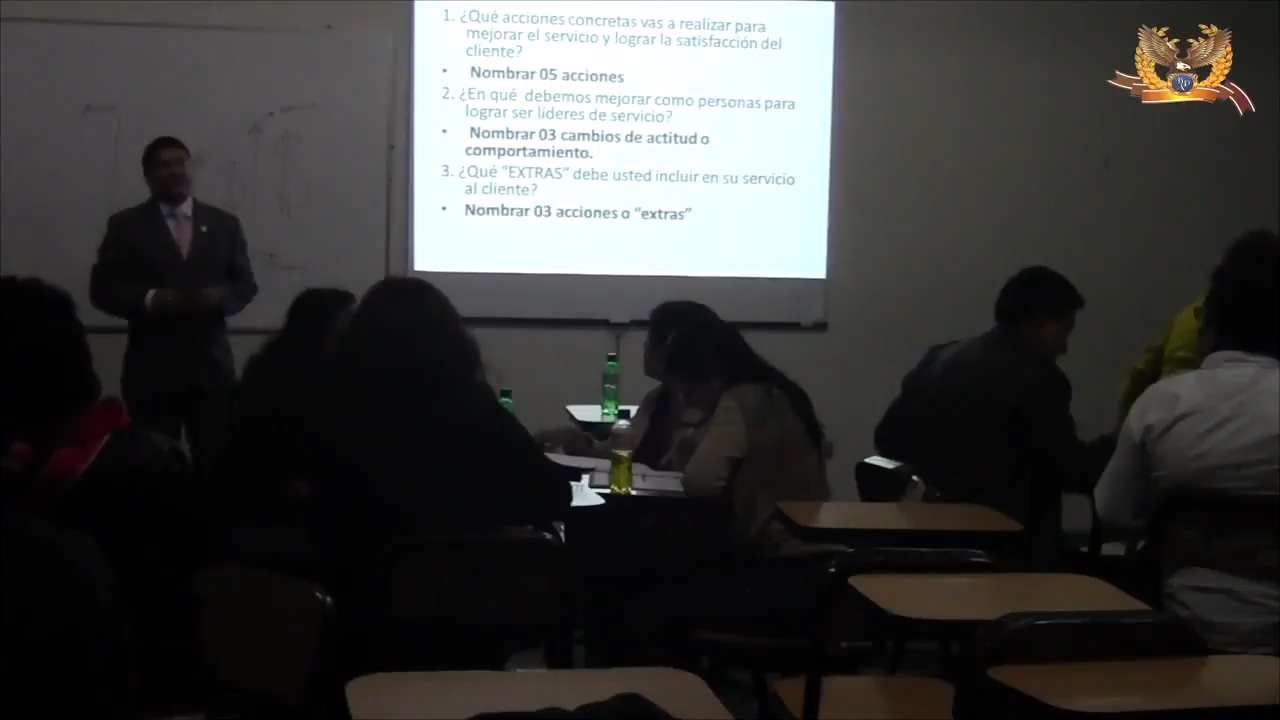 1. ¿Qué acciones concretas vas a realizar para
mejorar el servicio y lograr la satisfacción del
cliente?
• Nombrar 05 acciones
2. ¿En qué debemos mejorar como personas para
lograr ser lideres de servicio?
• Nombrar 03 cambios de actitud o
comportamiento.
3. ¿Qué “EXTRAS” debe usted incluir en su servicio
al cliente?
• Nombrar 03 acciones o “extras”